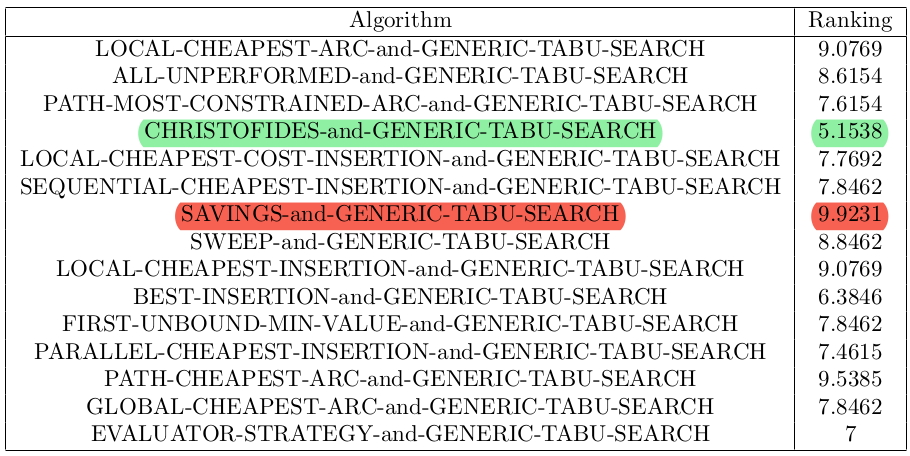 Algorithm Ranking
LOCAL-CHEAPEST-ARC-and-GENERIC-TABU-SEARCH 9.0769
ALL-UNPERFORMED-and-GENERIC-TABU-SEARCH 8.6154
PATH-MOST-CONSTRAINED-ARC-and-GENERIC-TABU-SEARCH 7.6154
CHRISTOFIDES-and-GENERIC-TABU-SEARCH 5.1538
LOCAL-CHEAPEST-COST-INSERTION-and-GENERIC-TABU-SEARCH 7.7692
SEQUENTIAL-CHEAPEST-INSERTION-and-GENERIC-TABU-SEARCH 7.8462
SAVINGS-and-GENERIC-TABU-SEARCH 9.9231
SWEEP-and-GENERIC-TABU-SEARCH 8.8462
LOCAL-CHEAPEST-INSERTION-and-GENERIC-TABU-SEARCH 9.0769
BEST-INSERTION-and-GENERIC-TABU-SEARCH 6.3846
FIRST-UNBOUND-MIN-VALUE-and-GENERIC-TABU-SEARCH 7.8462
PARALLEL-CHEAPEST-INSERTION-and-GENERIC-TABU-SEARCH 7.4615
PATH-CHEAPEST-ARC-and-GENERIC-TABU-SEARCH 9.5385
GLOBAL-CHEAPEST-ARC-and-GENERIC-TABU-SEARCH 7.8462
EVALUATOR-STRATEGY-and-GENERIC-TABU-SEARCH 7